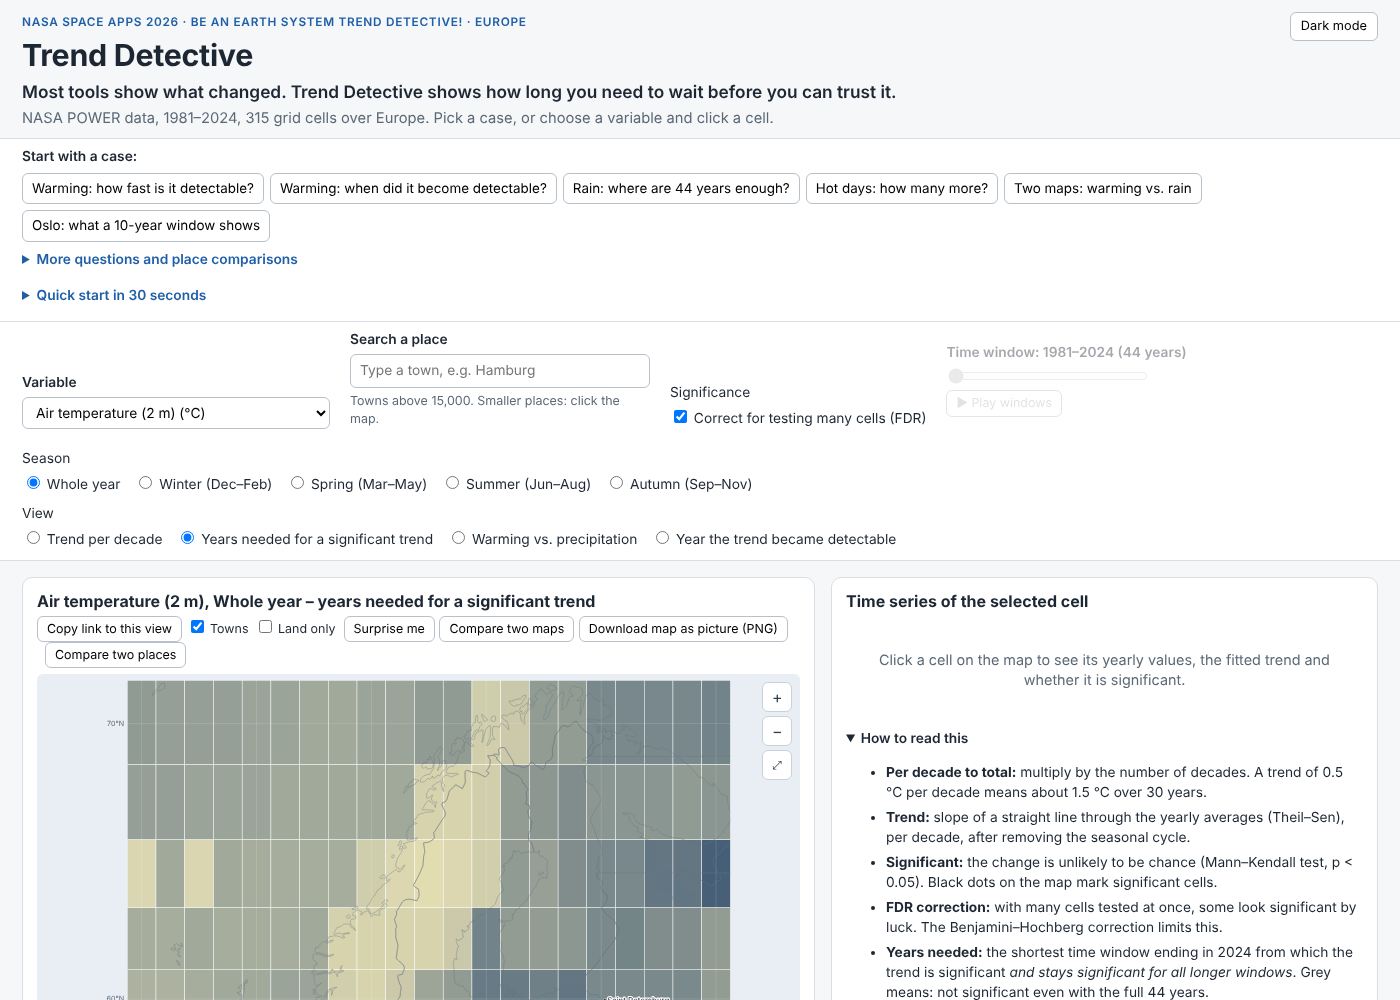 NASA SPACE APPS 2026 · BE AN EARTH SYSTEM TREND DETECTIVE! · EUROPE
Dark mode
Trend Detective
Most tools show what changed. Trend Detective shows how long you need to wait before you can trust it.
NASA POWER data, 1981–2024, 315 grid cells over Europe. Pick a case, or choose a variable and click a cell.
Start with a case:
Warming: how fast is it detectable?
Warming: when did it become detectable?
Rain: where are 44 years enough?
Hot days: how many more?
Two maps: warming vs. rain
Oslo: what a 10-year window shows
More questions and place comparisons
Quick start in 30 seconds
Variable
Air temperature (2 m) (°C)
Search a place
Type a town, e.g. Hamburg
Towns above 15,000. Smaller places: click the
map.
Significance
Correct for testing many cells (FDR)
Time window: 1981–2024 (44 years)
▶ Play windows
Season
Whole year
Winter (Dec–Feb)
Spring (Mar–May)
Summer (Jun–Aug)
Autumn (Sep–Nov)
View
Trend per decade
Years needed for a significant trend
Warming vs. precipitation
Year the trend became detectable
Air temperature (2 m), Whole year – years needed for a significant trend
Copy link to this view
Towns
Land only
Surprise me
Compare two maps
Download map as picture (PNG)
Compare two places
+
−
70°N
60°N
Saint Petersburg
Time series of the selected cell
Click a cell on the map to see its yearly values, the fitted trend and
whether it is significant.
How to read this
• Per decade to total: multiply by the number of decades. A trend of 0.5
°C per decade means about 1.5 °C over 30 years.
• Trend: slope of a straight line through the yearly averages (Theil–Sen),
per decade, after removing the seasonal cycle.
• Significant: the change is unlikely to be chance (Mann–Kendall test, p <
0.05). Black dots on the map mark significant cells.
• FDR correction: with many cells tested at once, some look significant by
luck. The Benjamini–Hochberg correction limits this.
• Years needed: the shortest time window ending in 2024 from which the
trend is significant and stays significant for all longer windows. Grey
means: not significant even with the full 44 years.